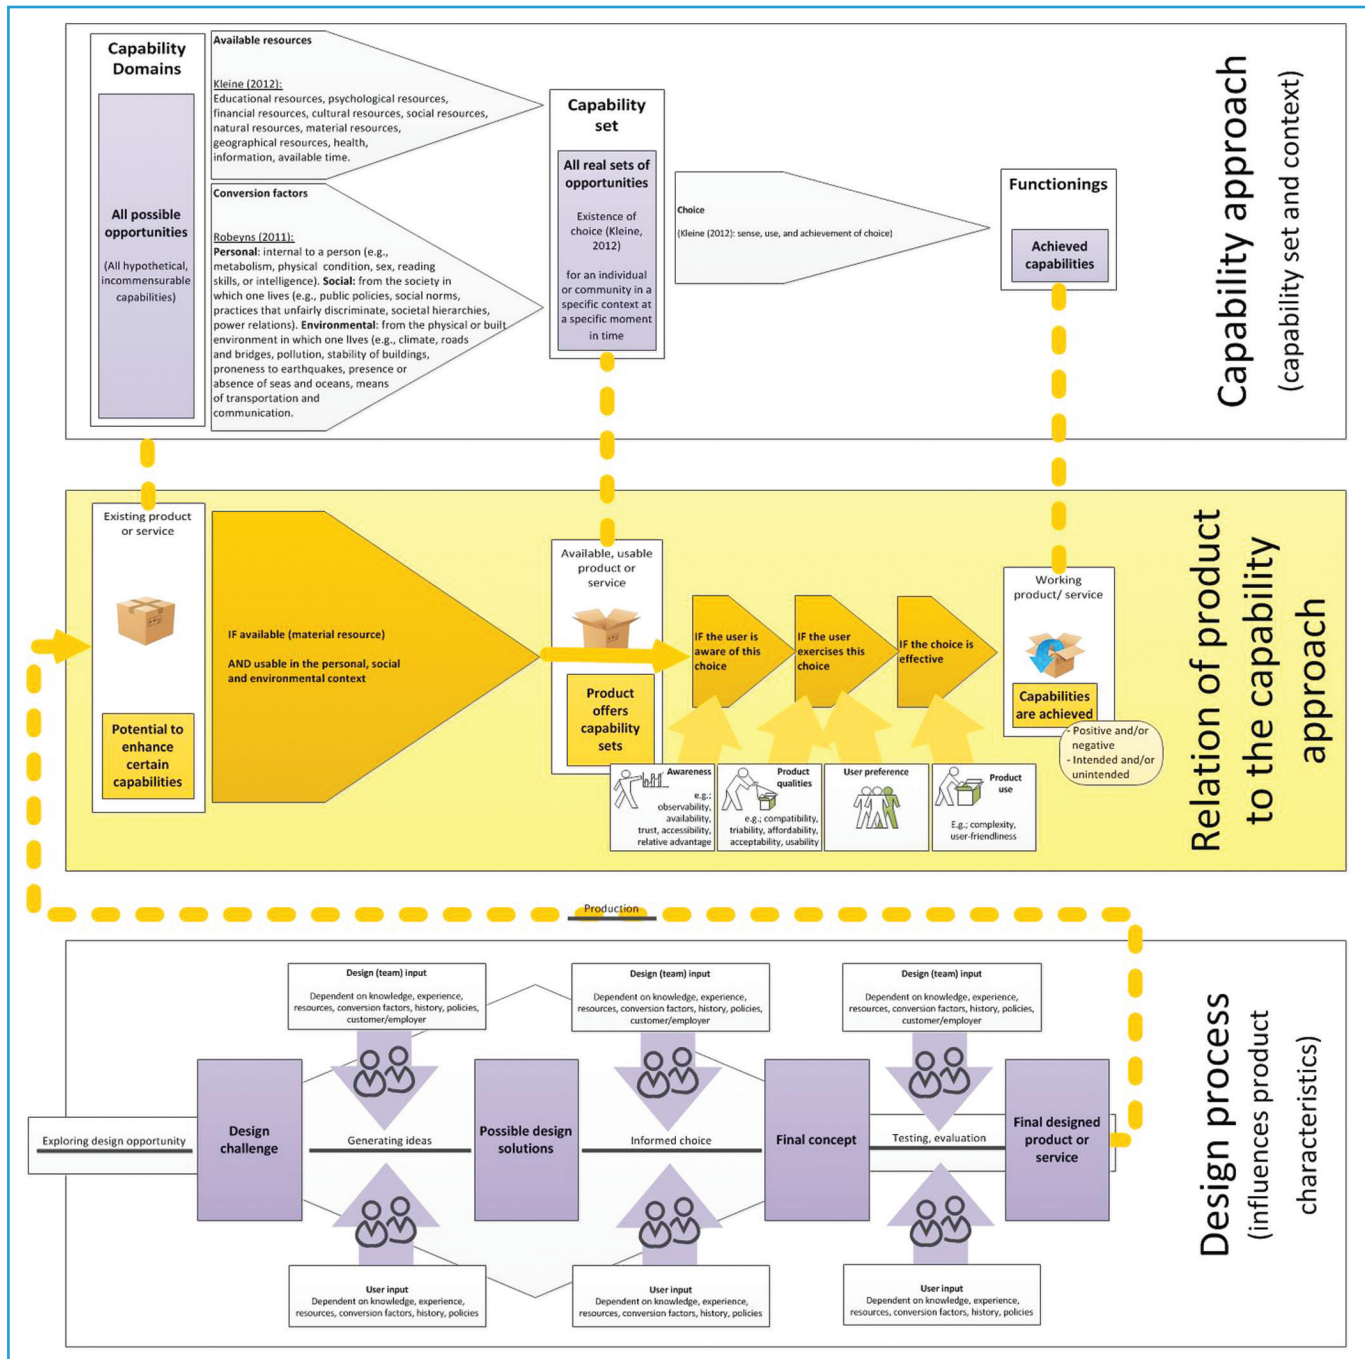 Capability
Domains
All possible
opportunities
(All hypothetical,
incommensurable
capabilities)
Available resources
Kleine (2012):
Educational resources, psychological resources,
financial resources, cultural resources, social resources,
natural resources, material resources,
geographical resources, health,
information, available time.
Conversion factors
Robeyns (2011):
Personal: internal to a person (e.g.,
metabolism, physical condition, sex, reading
skills, or intelligence). Social: from the society in
which one lives (e.g., public policies, social norms,
practices that unfairly discriminate, societal hierarchies,
power relations). Environmental: from the physical or built
environment in which one lives (e.g., climate, roads
and bridges, pollution, stability of buildings,
proneness to earthquakes, presence or
absence of seas and oceans, means
of transportation and
communication.
Capability
set
All real sets of
opportunities
Existence of
choice (Kleine,
2012)
for an individual
or community in a
specific context at
a specific moment
in time
Choice
(Kleine (2012): sense, use, and achievement of choice)
Functionings
Achieved
capabilities
Capability approach
(capability set and context)
Existing product
or service
Potential to
enhance
certain
capabilities
IF available (material resource)
AND usable in the personal, social
and environmental context
Available, usable
product or
service
Product
offers
capability
sets
IF the user is
aware of this
choice
IF the user
exercises this
choice
IF the choice is
effective
Working
product/ service
Capabilities
are achieved
- Positive and/or
negative
- Intended and/or
unintended
Awareness
e.g.;
observability,
availability,
trust, accessibility,
relative advantage
Product
qualities
e.g.; compatibility,
triability, affordability,
acceptability, usability
User preference
Product
use
E.g.; complexity,
user-friendliness
Relation of product
to the capability
approach
Production
Design (team) input
Dependent on knowledge, experience,
resources, conversion factors, history, policies,
customer/employer
Design (team) input
Dependent on knowledge, experience,
resources, conversion factors, history, policies,
customer/employer
Design (team) input
Dependent on knowledge, experience,
resources, conversion factors, history, policies,
customer/employer
Exploring design opportunity
Design
challenge
Generating ideas
Possible design
solutions
Informed choice
Final concept
Testing, evaluation
Final designed
product or
service
User input
Dependent on knowledge, experience,
resources, conversion factors, history, policies
User input
Dependent on knowledge, experience,
resources, conversion factors, history, policies
User input
Dependent on knowledge, experience,
resources, conversion factors, history, policies
Design process
(influences product
characteristics)